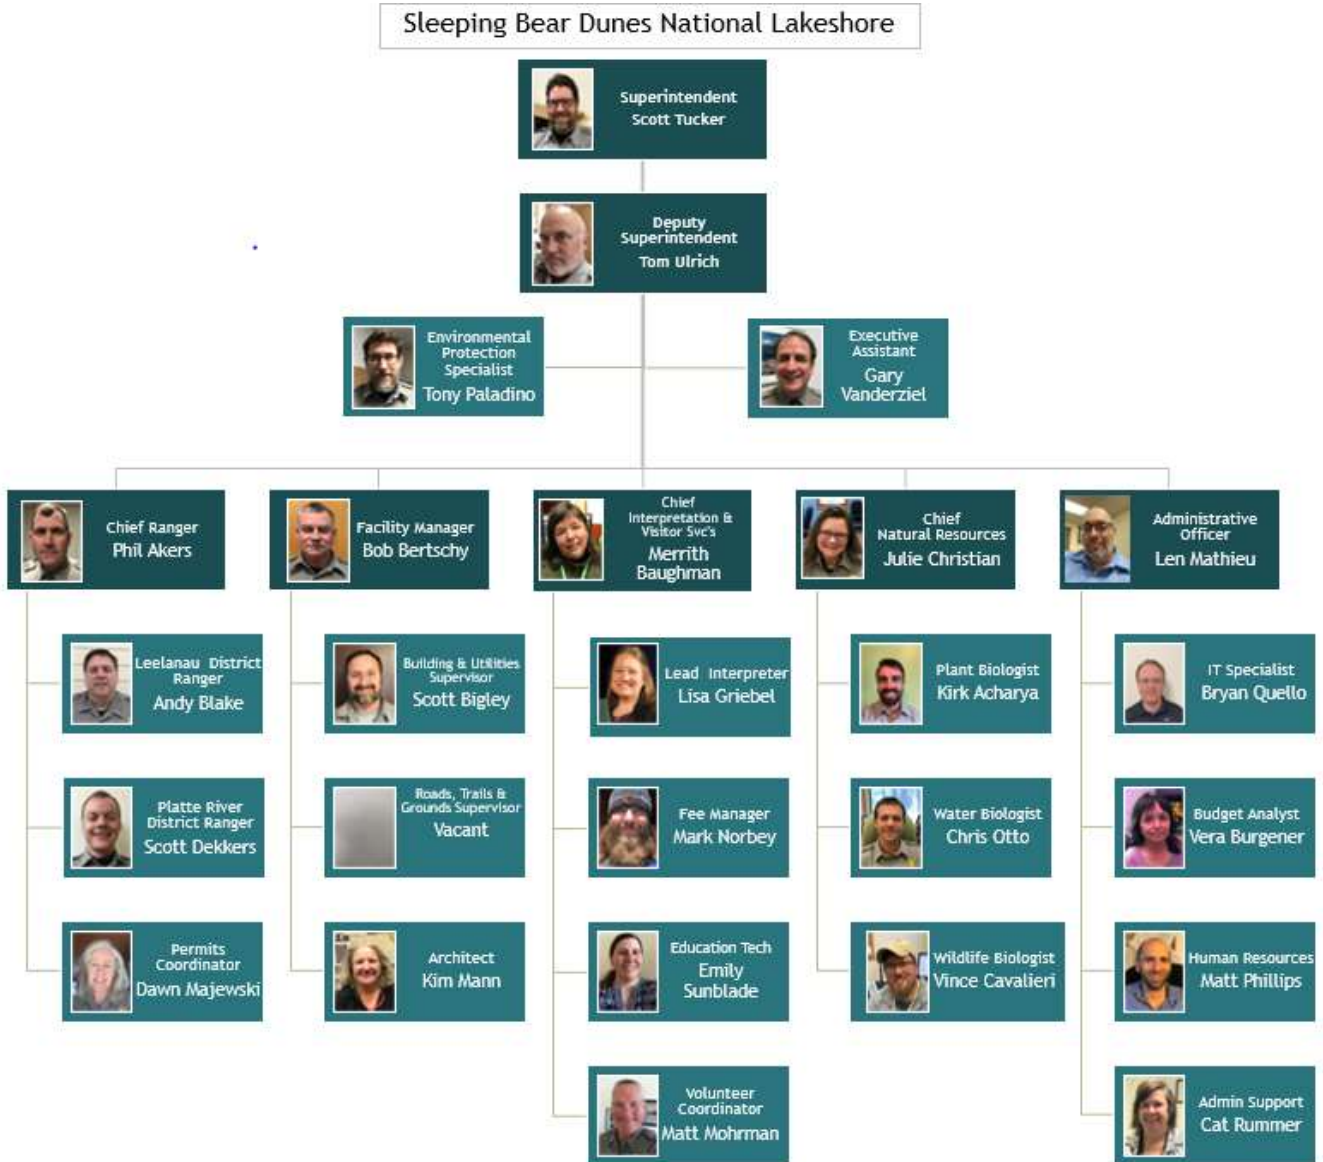 Sleeping Bear Dunes National Lakeshore
Superintendent
Scott Tucker
Deputy
Superintendent
Tom Ulrich
Environmental
Protection
Specialist
Tony Paladino
Executive
Assistant
Gary
Vanderziel
Chief Ranger
Phil Akers
Facility Manager
Bob Bertschy
Chief
Interpretation &
Visitor Svc's
Merrith
Baughman
Chief
Natural Resources
Julie Christian
Administrative
Officer
Len Mathieu
Leelanau District
Ranger
Andy Blake
Building & Utilities
Supervisor
Scott Bigley
Lead Interpreter
Lisa Griebel
Plant Biologist
Kirk Acharya
IT Specialist
Bryan Quello
Platte River
District Ranger
Scott Dekkers
Roads, Trails &
Grounds Supervisor
Vacant
Fee Manager
Mark Norbey
Water Biologist
Chris Otto
Budget Analyst
Vera Burgener
Permits
Coordinator
Dawn Majewski
Architect
Kim Mann
Education Tech
Emily
Sunblade
Wildlife Biologist
Vince Cavalieri
Human Resources
Matt Phillips
Volunteer
Coordinator
Matt Mohrman
Admin Support
Cat Rummer